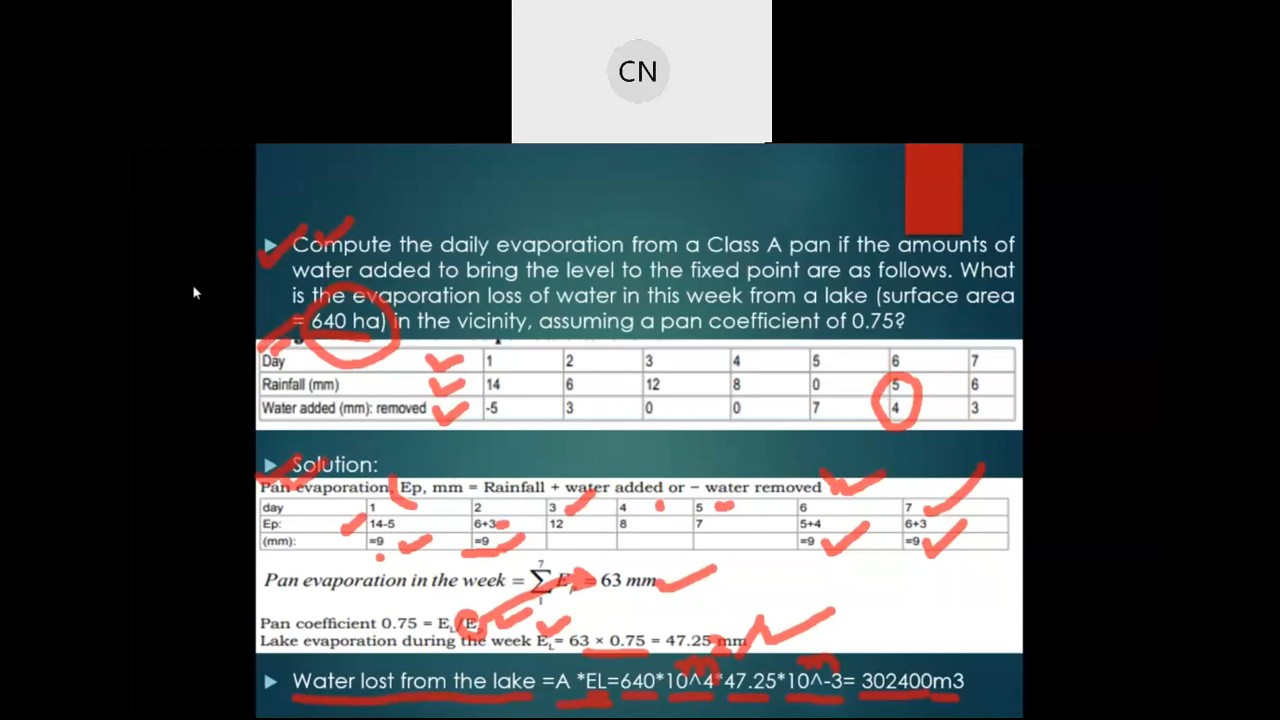 CN
Compute the daily evaporation from a Class A pan if the amounts of
water added to bring the level to the fixed point are as follows. What
is the evaporation loss of water in this week from a lake (surface area
= 640 ha) in the vicinity, assuming a pan coefficient of 0.75?
Day 1 2 3 4 5 6 7
Rainfall (mm) 14 6 12 8 0 5 6
Water added (mm): removed -5 3 0 0 7 4 3
Solution:
Pan evaporation, Ep, mm = Rainfall + water added or − water removed
day 1 2 3 4 5 6 7
Ep: 14-5 6+3 12 8 7 5+4 6+3
(mm): =9 =9 =9 =9
7
Pan evaporation in the week = ∑ Ep = 63 mm
1
Pan coefficient 0.75 = EL/Ep
Lake evaporation during the week EL= 63 × 0.75 = 47.25 mm
m² m
Water lost from the lake =A *EL=640*10^4*47.25*10^-3= 302400m3